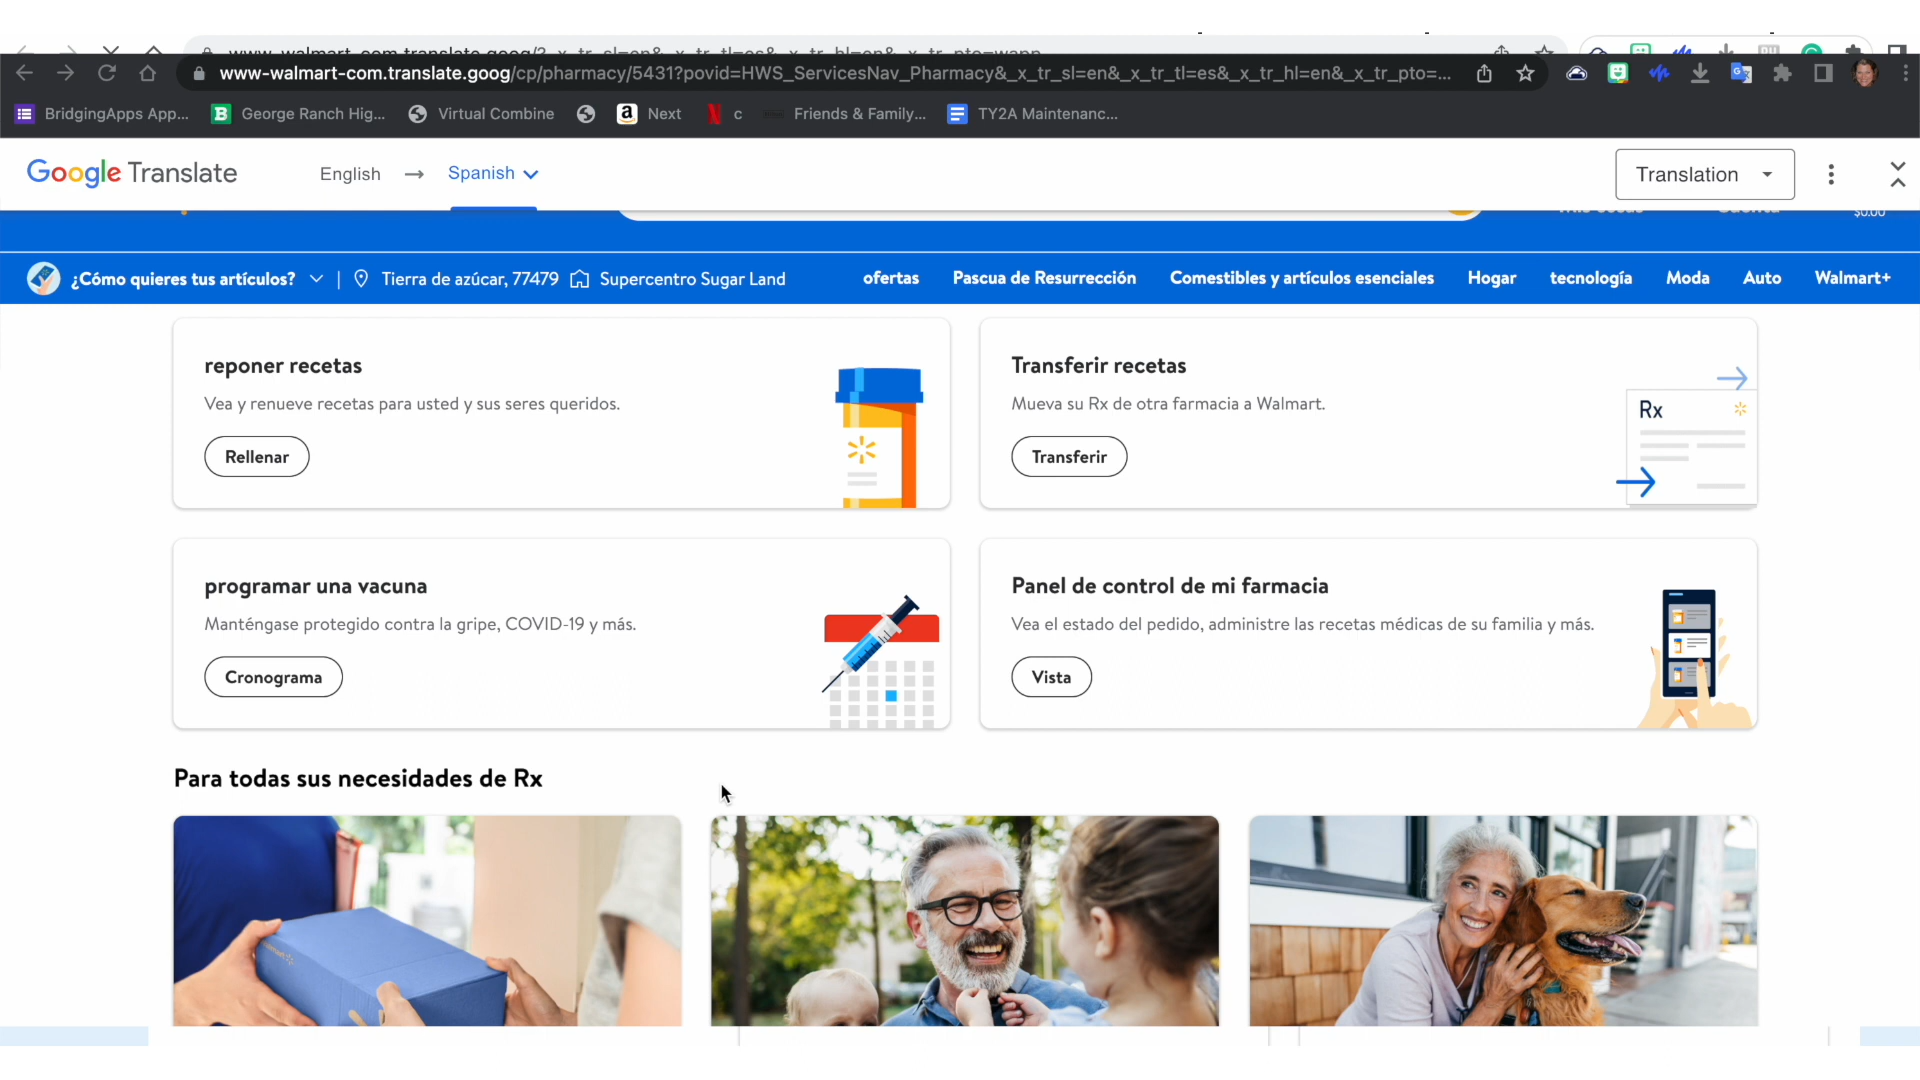 www-walmart-com.translate.goog/cp/pharmacy/5431?povid=HWS_ServicesNav_Pharmacy&_x_tr_sl=en&_x_tr_tl=es&_x_tr_hl=en&_x_tr_pto=...
BridgingApps App... George Ranch Hig... Virtual Combine Next c Friends & Family... TY2A Maintenanc...
Google Translate English → Spanish Translation
$0.00
¿Cómo quieres tus artículos? | Tierra de azúcar, 77479 Supercentro Sugar Land ofertas Pascua de Resurrección Comestibles y artículos esenciales Hogar tecnología Moda Auto Walmart+
reponer recetas
Vea y renueve recetas para usted y sus seres queridos.
Rellenar
Transferir recetas
Mueva su Rx de otra farmacia a Walmart.
Transferir
Rx
programar una vacuna
Manténgase protegido contra la gripe, COVID-19 y más.
Cronograma
Panel de control de mi farmacia
Vea el estado del pedido, administre las recetas médicas de su familia y más.
Vista
Para todas sus necesidades de Rx